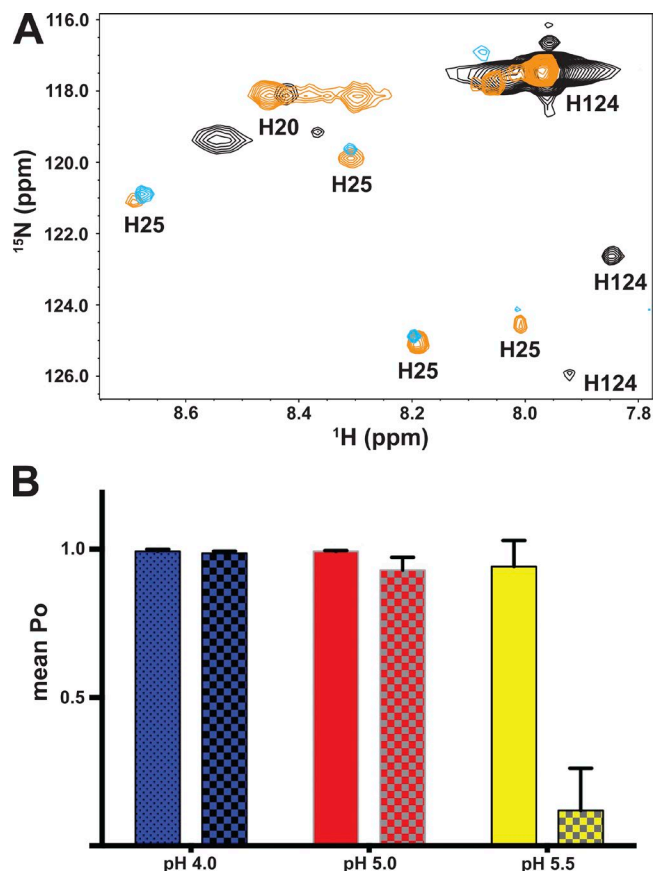 A
116.0
118.0
120.0
122.0
124.0
126.0
¹⁵N (ppm)
H124
H20
H25
H25
H124
H25
H25
H124
8.6
8.4
8.2
8.0
7.8
¹H (ppm)
B
mean Po
1.0
0.5
pH 4.0
pH 5.0
pH 5.5